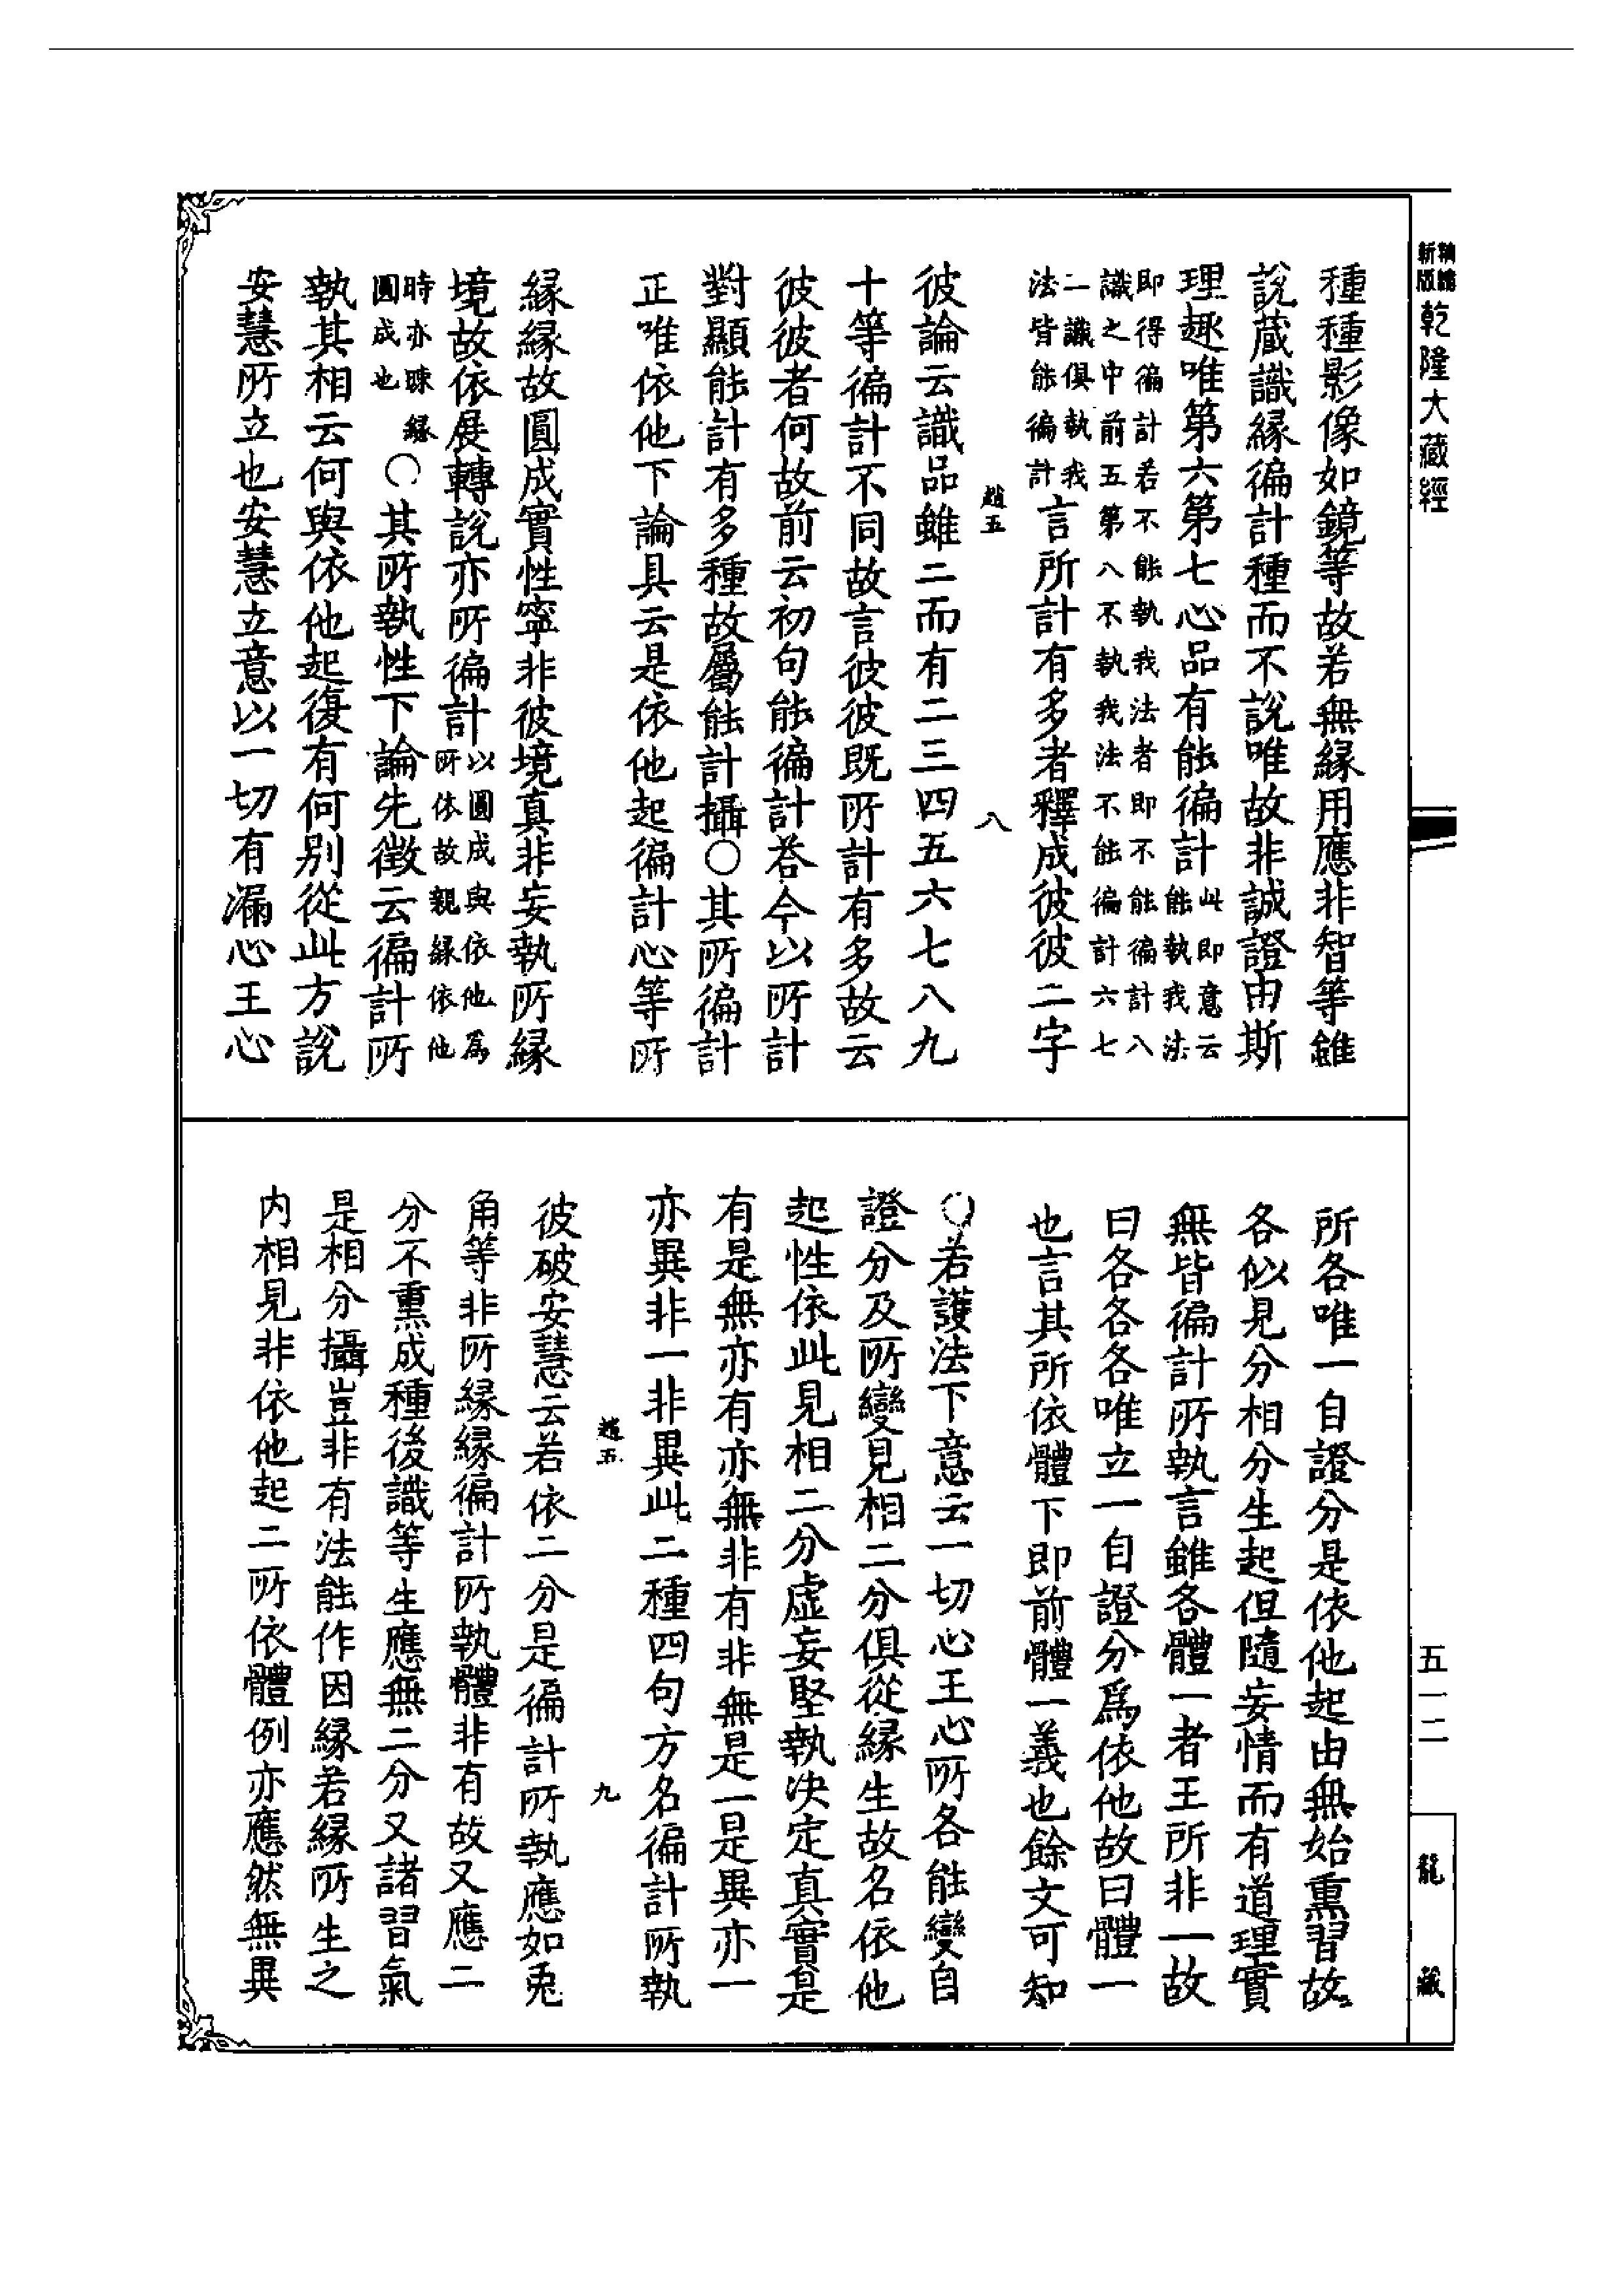 新版
精縮
乾隆大藏經
種種影像如鏡等故若無緣用應非智等雖
說藏識緣徧計種而不說唯故非誠證由斯
理趣唯第六第七心品有能徧計此即意云能執我法
即得徧計若不能執我法者即不能徧計八
識之中前五第八不執我法不能徧計六七
二識俱執我法皆能徧計言所計有多者釋成彼彼二字
趙五 八
彼論云識品雖二而有二三四五六七八九
十等徧計不同故言彼彼既所計有多故云
彼彼者何故前云初句能徧計荅今以所計
對顯能計有多種故屬能計攝○其所徧計
正唯依他下論具云是依他起徧計心等所
緣緣故圓成實性寧非彼境真非妄執所緣
境故依展轉說亦所徧計以圓成與依他爲所依故親緣依他
時亦疎緣圓成也○其所執性下論先徵云徧計所
執其相云何與依他起復有何別從此方說
安慧所立也安慧立意以一切有漏心王心
所各唯一自證分是依他起由無始熏習故
各似見分相分生起但隨妄情而有道理實
無皆徧計所執言雖各體一者王所非一故
曰各各各唯立一自證分爲依他故曰體一
也言其所依體下即前體一義也餘文可知
○若護法下意云一切心王心所各能變自
證分及所變見相二分俱從緣生故名依他
起性依此見相二分虛妄堅執決定真實是
有是無亦有亦無非有非無是一是異亦一
亦異非一非異此二種四句方名徧計所執
趙五 九
彼破安慧云若依二分是徧計所執應如兎
角等非所緣緣徧計所執體非有故又應二
分不熏成種後識等生應無二分又諸習氣
是相分攝豈非有法能作因緣若緣所生之
内相見非依他起二所依體例亦應然無異
五一二
龍藏